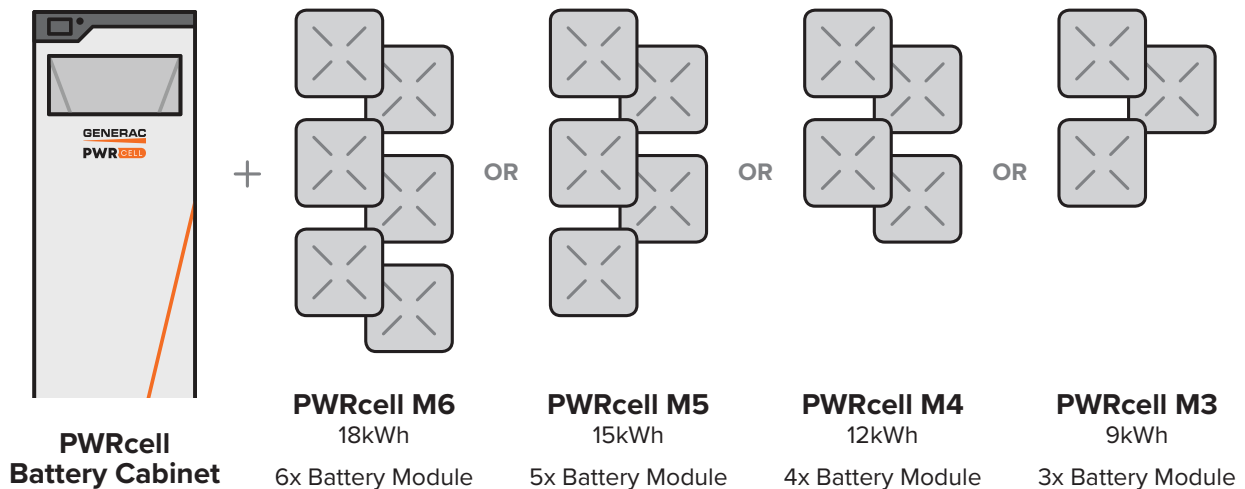 GENERAC
PWRCELL
+
OR
OR
OR
PWRcell
Battery Cabinet
PWRcell M6
18kWh
6x Battery Module
PWRcell M5
15kWh
5x Battery Module
PWRcell M4
12kWh
4x Battery Module
PWRcell M3
9kWh
3x Battery Module